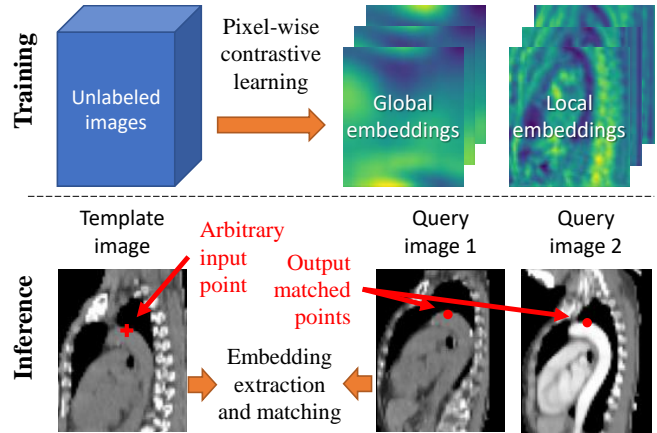 Training
Unlabeled
images
Pixel-wise
contrastive
learning
Global
embeddings
Local
embeddings
Inference
Template
image
Arbitrary
input
point
Output
matched
points
Query
image 1
Query
image 2
Embedding
extraction
and matching